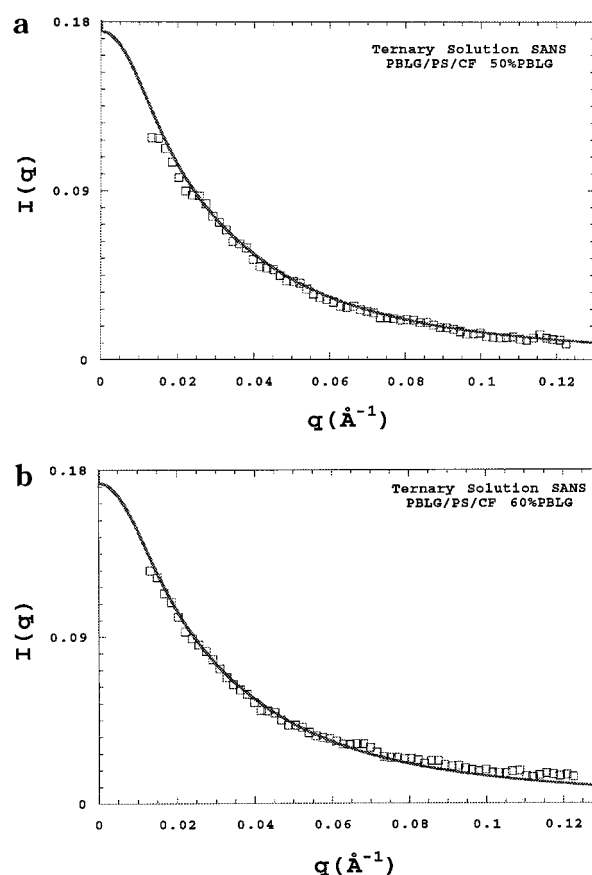 a
0.18
Ternary Solution SANS
PBLG/PS/CF 50%PBLG
0.09
I(q)
0
0
0.02
0.04
0.06
0.08
0.1
0.12
q(Å⁻¹)
b
0.18
Ternary Solution SANS
PBLG/PS/CF 60%PBLG
0.09
I(q)
0
0
0.02
0.04
0.06
0.08
0.1
0.12
q(Å⁻¹)